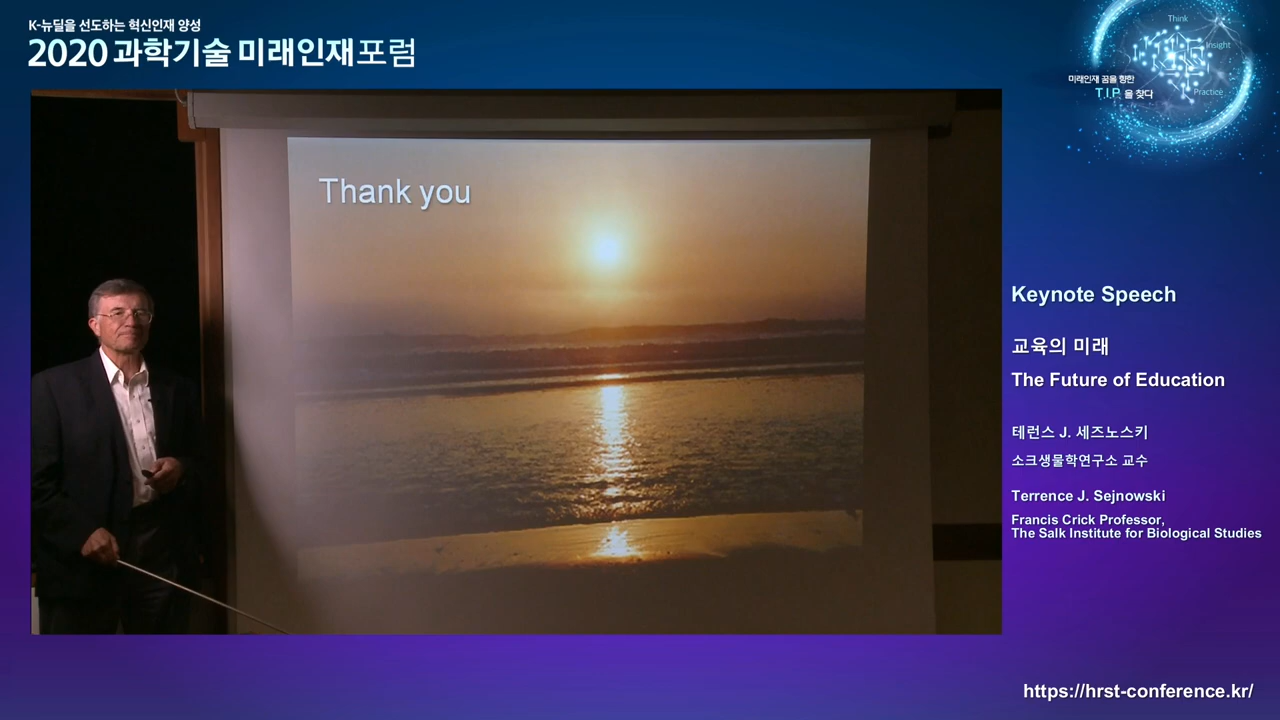 K-뉴딜을 선도하는 혁신인재 양성
2020 과학기술 미래인재포럼
Think
Insight
미래인재 꿈을 향한
T.I.P 을 찾다
Practice
Thank you
Keynote Speech
교육의 미래
The Future of Education
테런스 J. 세즈노스키
소크생물학연구소 교수
Terrence J. Sejnowski
Francis Crick Professor,
The Salk Institute for Biological Studies
https://hrst-conference.kr/